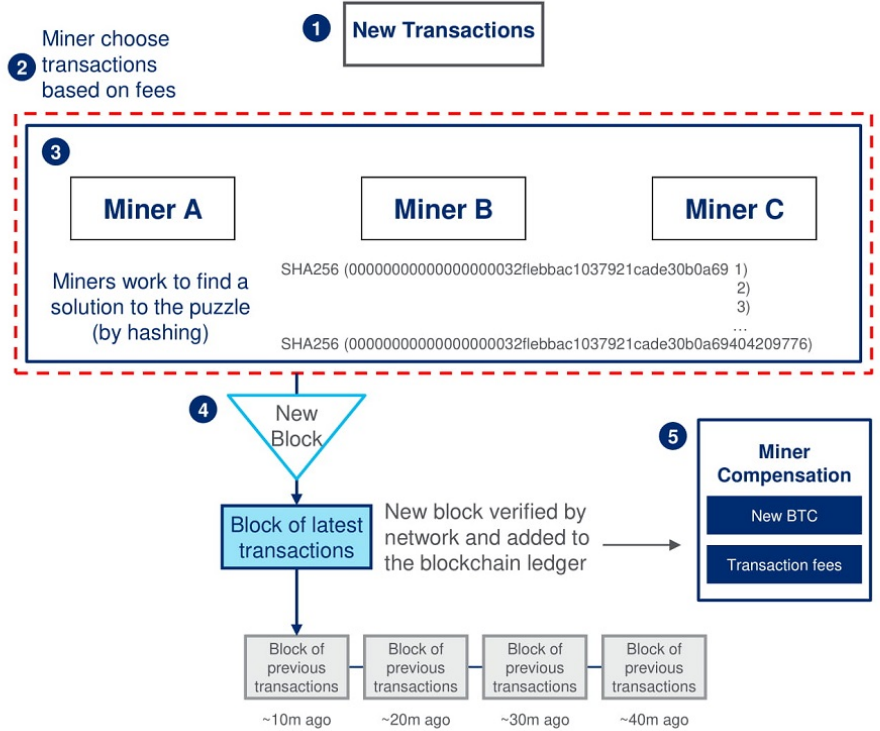 1 New Transactions
2 Miner choose
transactions
based on fees
3
Miner A
Miner B
Miner C
Miners work to find a
solution to the puzzle
(by hashing)
SHA256 (00000000000000000032flebbac1037921cade30b0a69 1)
2)
3)
...
SHA256 (00000000000000000032flebbac1037921cade30b0a69404209776)
4
New
Block
Block of latest
transactions
New block verified by
network and added to
the blockchain ledger
5
Miner
Compensation
New BTC
Transaction fees
Block of
previous
transactions
~10m ago
Block of
previous
transactions
~20m ago
Block of
previous
transactions
~30m ago
Block of
previous
transactions
~40m ago